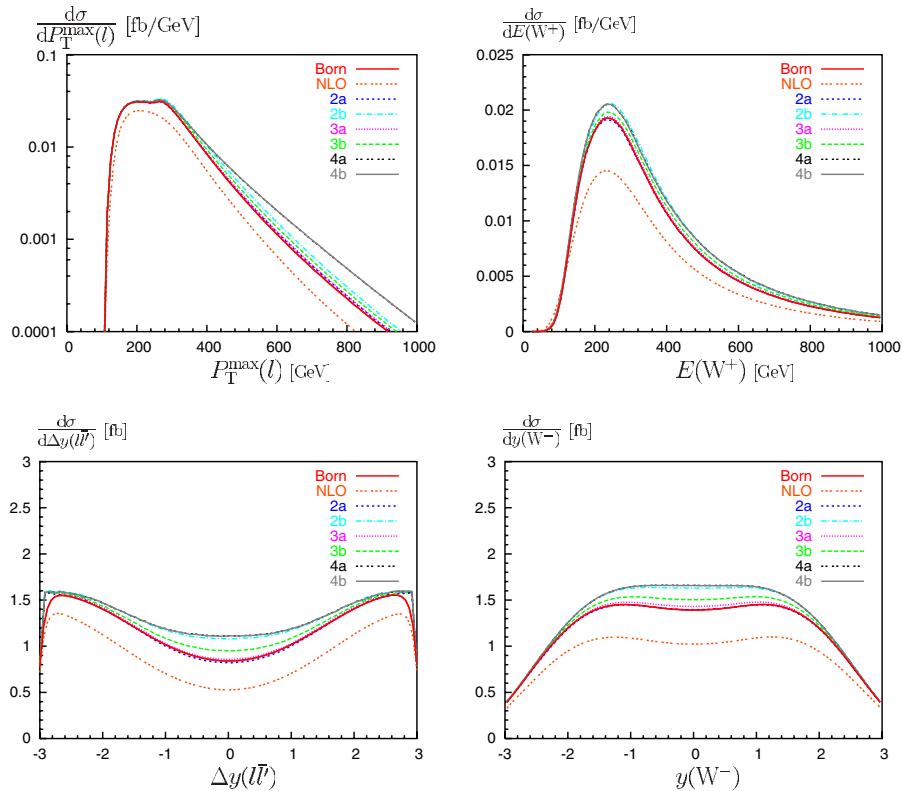 dσ/dP_T^max(l) [fb/GeV]
0.1
0.01
0.001
0.0001
0 200 400 600 800 1000
P_T^max(l) [GeV]
Born
NLO
2a
2b
3a
3b
4a
4b
dσ/dE(W⁺) [fb/GeV]
0.025
0.02
0.015
0.01
0.005
0
0 200 400 600 800 1000
E(W⁺) [GeV]
Born
NLO
2a
2b
3a
3b
4a
4b
dσ/dΔy(ll̄′) [fb]
3
2.5
2
1.5
1
0.5
0
-3 -2 -1 0 1 2 3
Δy(ll̄′)
Born
NLO
2a
2b
3a
3b
4a
4b
dσ/dy(W⁻) [fb]
3
2.5
2
1.5
1
0.5
0
-3 -2 -1 0 1 2 3
y(W⁻)
Born
NLO
2a
2b
3a
3b
4a
4b